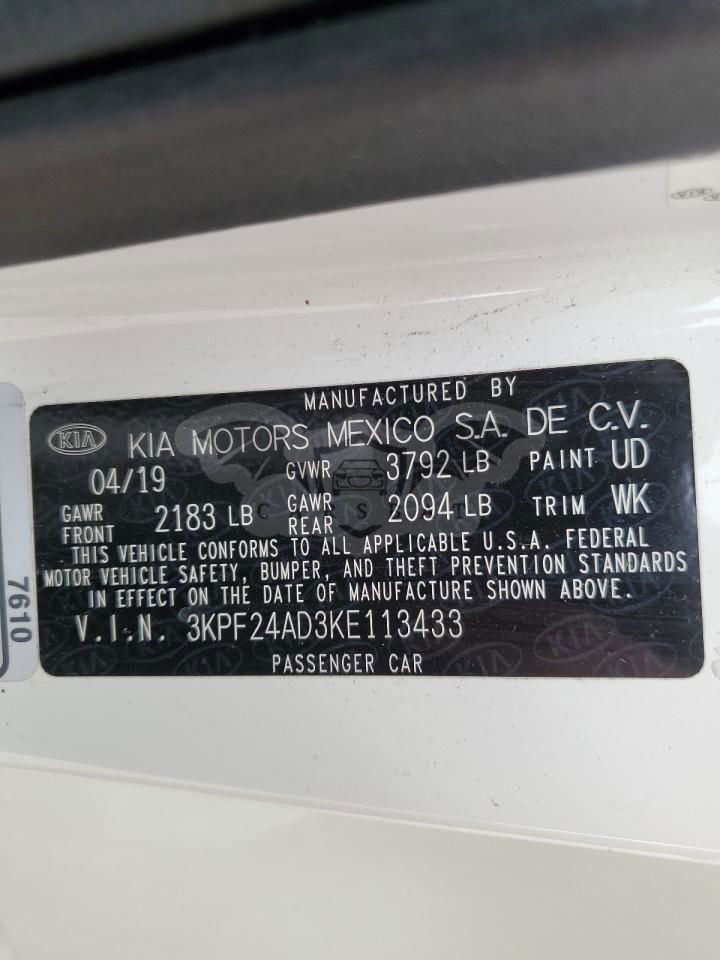 MANUFACTURED BY
KIA KIA MOTORS MEXICO S.A. DE C.V.
04/19 GVWR 3792 LB PAINT UD
GAWR FRONT 2183 LB GAWR REAR 2094 LB TRIM WK
THIS VEHICLE CONFORMS TO ALL APPLICABLE U.S.A. FEDERAL
MOTOR VEHICLE SAFETY, BUMPER, AND THEFT PREVENTION STANDARDS
IN EFFECT ON THE DATE OF MANUFACTURE SHOWN ABOVE.
V.I.N. 3KPF24AD3KE113433
PASSENGER CAR
7610